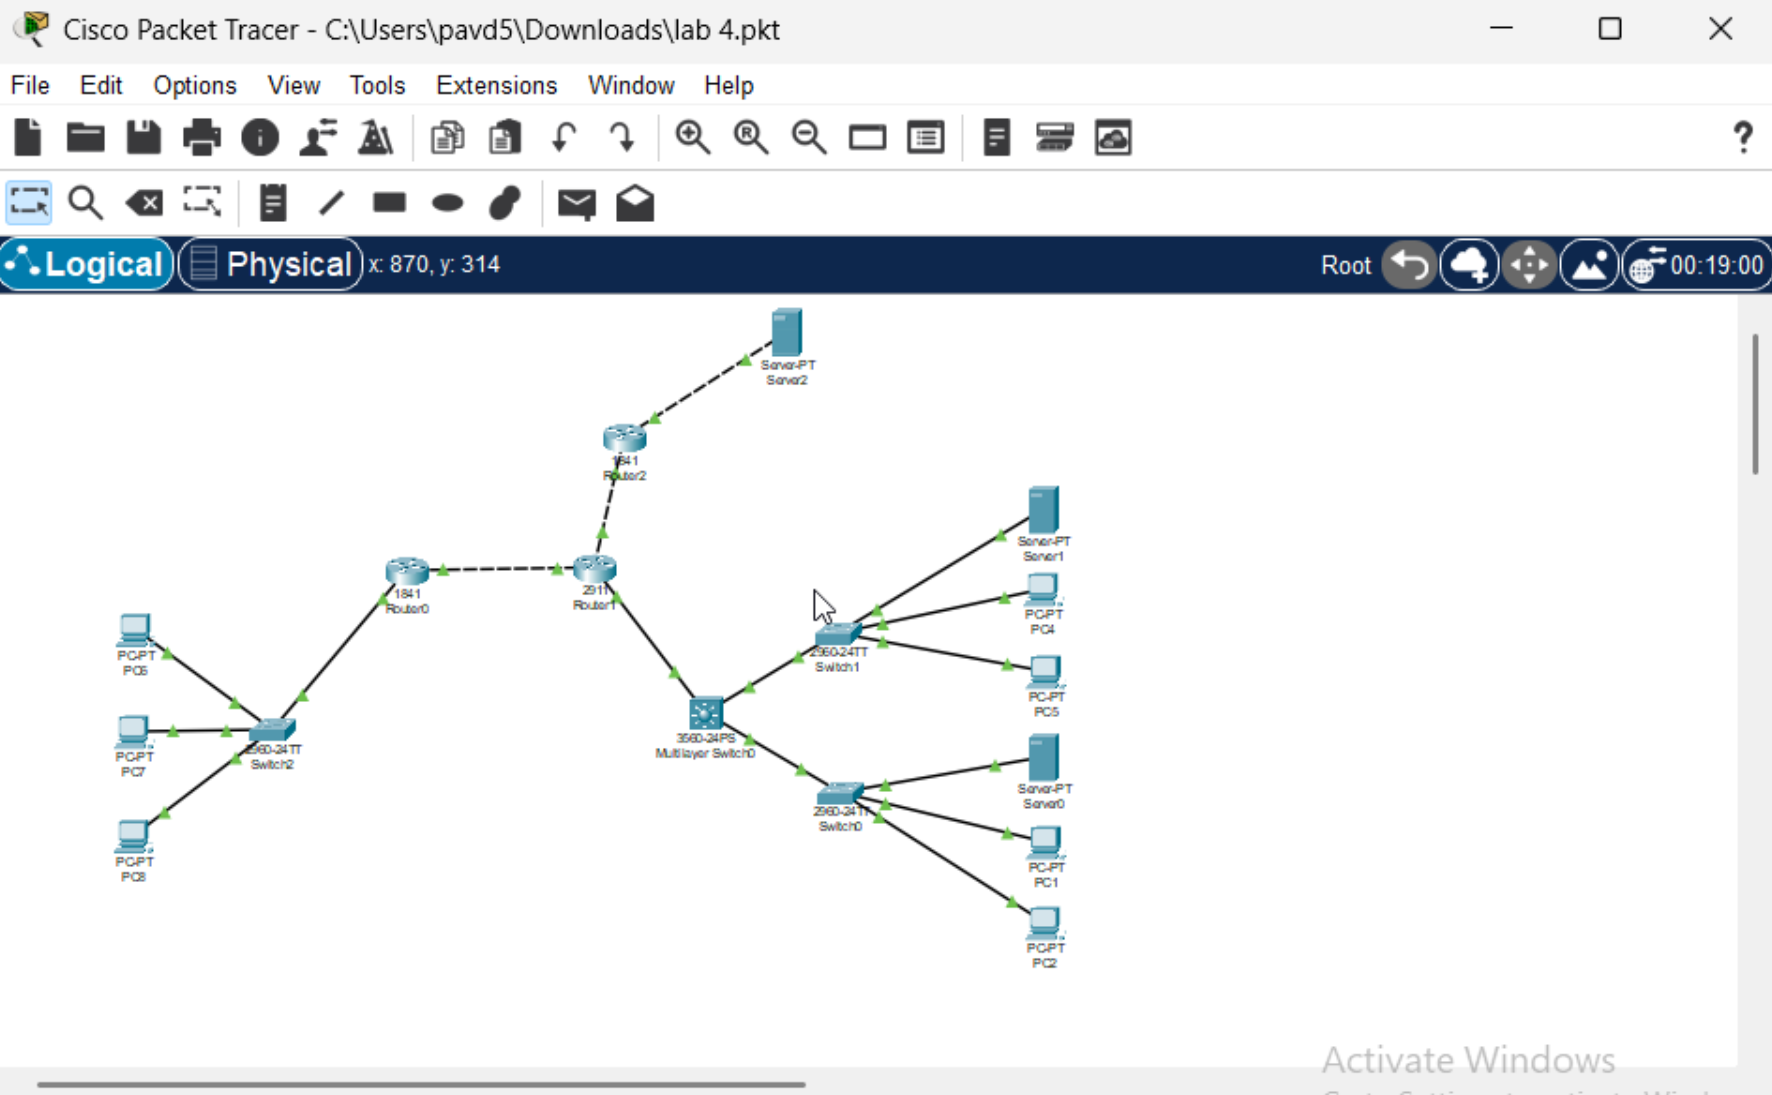 Cisco Packet Tracer - C:\Users\pavd5\Downloads\lab 4.pkt
File Edit Options View Tools Extensions Window Help
Logical Physical x: 870, y: 314 Root 00:19:00
Server-PT
Server2
1841
Router2
Server-PT
Server1
1841
Router0
2911
Router1
PC-PT
PC4
PC-PT
PC6
2960-24TT
Switch1
PC-PT
PC5
3560-24PS
Multilayer Switch0
PC-PT
PC7
2960-24TT
Switch2
Server-PT
Server0
2960-24TT
Switch0
PC-PT
PC8
PC-PT
PC1
PC-PT
PC2
Activate Windows